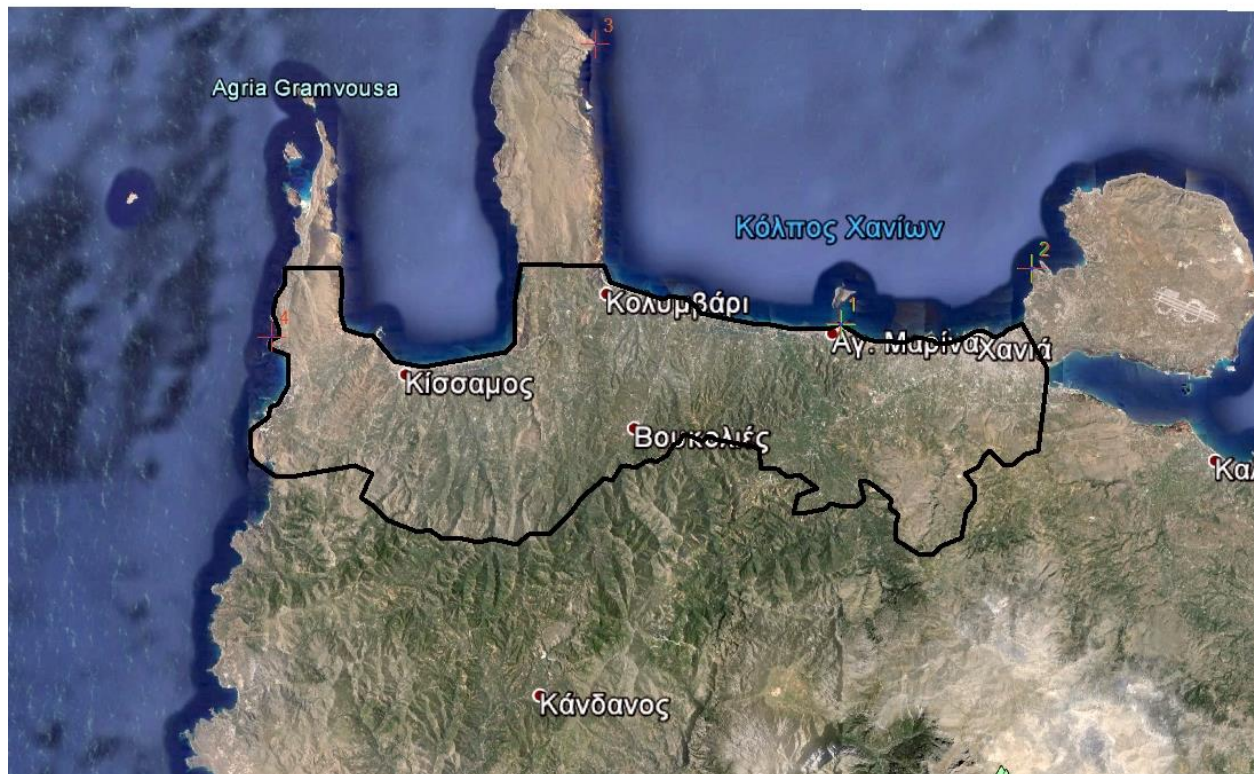 3
Agria Gramvousa
Κόλπος Χανίων
2
Κολυμβάρι
1
4
Αγ. Μαρίνα
Χανιά
Κίσσαμος
Βουκολιές
Κάνδανος